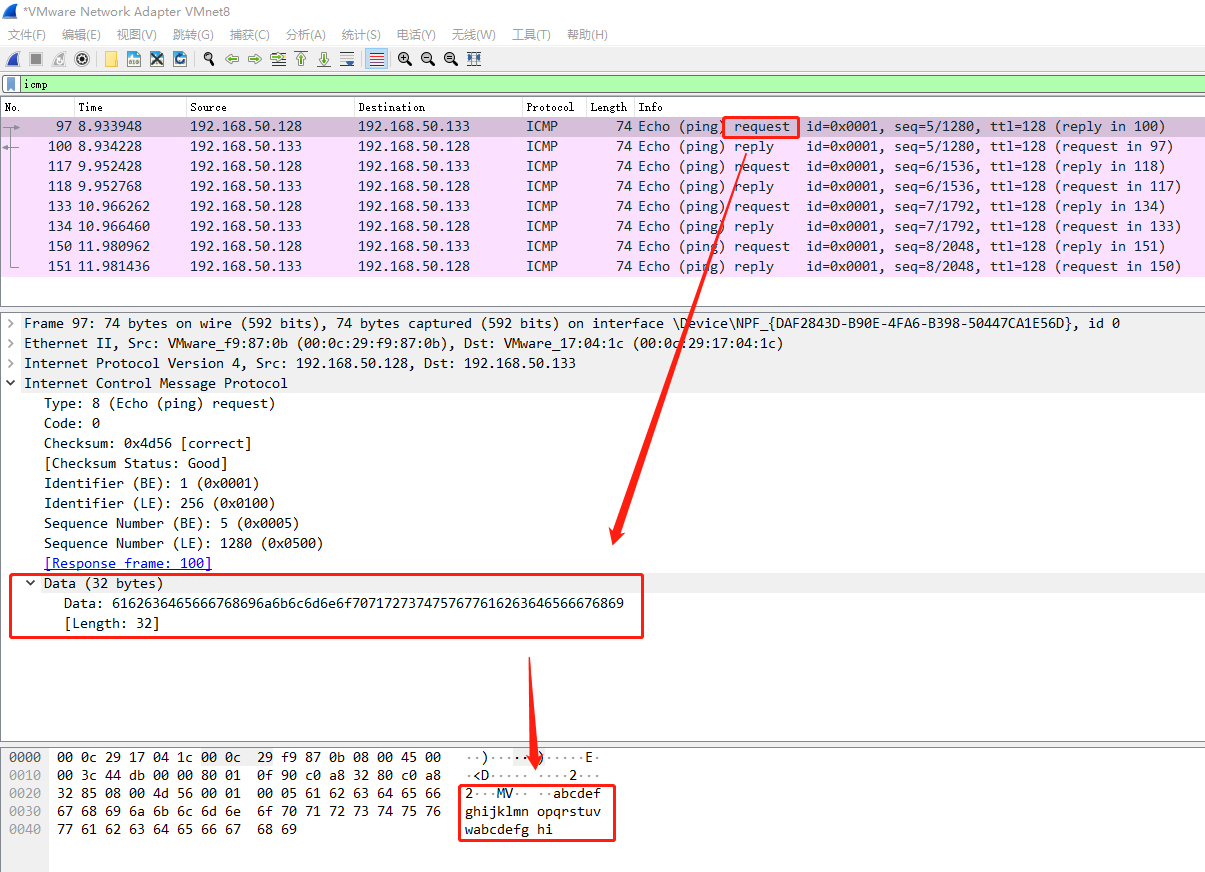 *VMware Network Adapter VMnet8
文件(F) 编辑(E) 视图(V) 跳转(G) 捕获(C) 分析(A) 统计(S) 电话(Y) 无线(W) 工具(T) 帮助(H)
icmp
No. Time Source Destination Protocol Length Info
97 8.933948 192.168.50.128 192.168.50.133 ICMP 74 Echo (ping) request id=0x0001, seq=5/1280, ttl=128 (reply in 100)
100 8.934228 192.168.50.133 192.168.50.128 ICMP 74 Echo (ping) reply id=0x0001, seq=5/1280, ttl=128 (request in 97)
117 9.952428 192.168.50.128 192.168.50.133 ICMP 74 Echo (ping) request id=0x0001, seq=6/1536, ttl=128 (reply in 118)
118 9.952768 192.168.50.133 192.168.50.128 ICMP 74 Echo (ping) reply id=0x0001, seq=6/1536, ttl=128 (request in 117)
133 10.966262 192.168.50.128 192.168.50.133 ICMP 74 Echo (ping) request id=0x0001, seq=7/1792, ttl=128 (reply in 134)
134 10.966460 192.168.50.133 192.168.50.128 ICMP 74 Echo (ping) reply id=0x0001, seq=7/1792, ttl=128 (request in 133)
150 11.980962 192.168.50.128 192.168.50.133 ICMP 74 Echo (ping) request id=0x0001, seq=8/2048, ttl=128 (reply in 151)
151 11.981436 192.168.50.133 192.168.50.128 ICMP 74 Echo (ping) reply id=0x0001, seq=8/2048, ttl=128 (request in 150)
Frame 97: 74 bytes on wire (592 bits), 74 bytes captured (592 bits) on interface \Device\NPF_{DAF2843D-B90E-4FA6-B398-50447CA1E56D}, id 0
Ethernet II, Src: VMware_f9:87:0b (00:0c:29:f9:87:0b), Dst: VMware_17:04:1c (00:0c:29:17:04:1c)
Internet Protocol Version 4, Src: 192.168.50.128, Dst: 192.168.50.133
Internet Control Message Protocol
Type: 8 (Echo (ping) request)
Code: 0
Checksum: 0x4d56 [correct]
[Checksum Status: Good]
Identifier (BE): 1 (0x0001)
Identifier (LE): 256 (0x0100)
Sequence Number (BE): 5 (0x0005)
Sequence Number (LE): 1280 (0x0500)
[Response frame: 100]
Data (32 bytes)
Data: 6162636465666768696a6b6c6d6e6f7071727374757677616263646566676869
[Length: 32]
0000 00 0c 29 17 04 1c 00 0c 29 f9 87 0b 08 00 45 00 ··)·····)·····E·
0010 00 3c 44 db 00 00 80 01 0f 90 c0 a8 32 80 c0 a8 ·<D·····  ····2···
0020 32 85 08 00 4d 56 00 01 00 05 61 62 63 64 65 66 2···MV·· ··abcdef
0030 67 68 69 6a 6b 6c 6d 6e 6f 70 71 72 73 74 75 76 ghijklmn opqrstuv
0040 77 61 62 63 64 65 66 67 68 69 wabcdefg hi